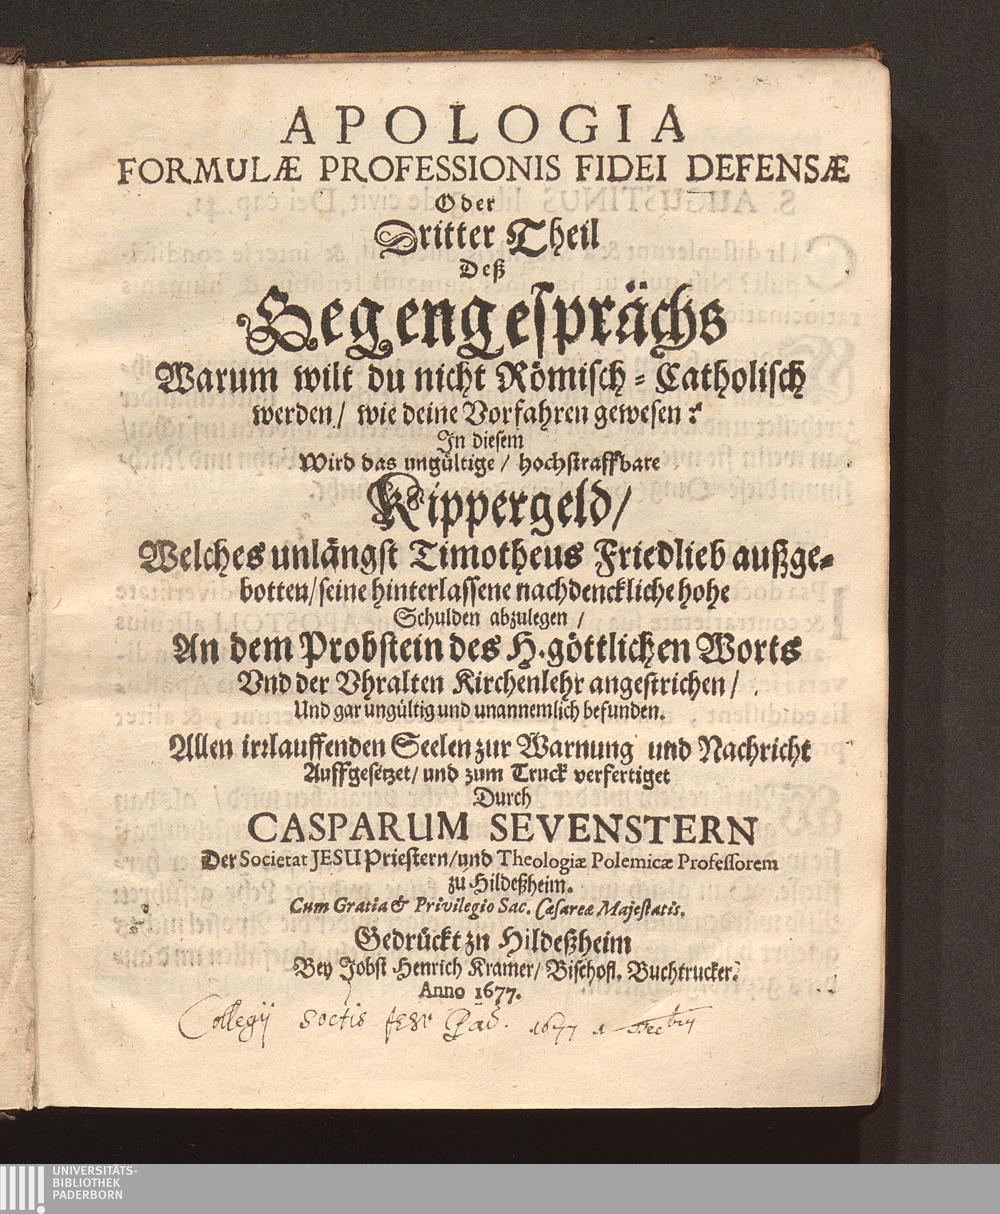 APOLOGIA
FORMULÆ PROFESSIONIS FIDEI DEFENSÆ
Oder
Dritter Theil
Deß
Gegengesprächs
Warum wilt du nicht Römisch-Catholisch
werden / wie deine Vorfahren gewesen?
In diesem
Wird das ungültige / hochstraffbare
Kippergeld /
Welches unlängst Timotheus Friedlieb außge-
botten / seine hinterlassene nachdenckliche hohe
Schulden abzulegen /
An dem Probstein des H. göttlichen Worts
Vnd der Vhralten Kirchenlehr angestrichen /
Und gar ungültig und unannemlich befunden.
Allen irrlauffenden Seelen zur Warnung und Nachricht
Auffgesetzet / und zum Truck verfertiget
Durch
CASPARUM SEVENSTERN
Der Societat JESU Priestern / und Theologiæ Polemicæ Professorem
zu Hildeßheim.
Cum Gratia & Privilegio Sac. Cæsareæ Majestatis.
Gedrückt zu Hildeßheim
Bey Jobst Henrich Kramer / Bischofl. Buchtrucker.
Anno 1677.
Collegij Soctis Jesu Pad. 1677
UNIVERSITÄTS-
BIBLIOTHEK
PADERBORN